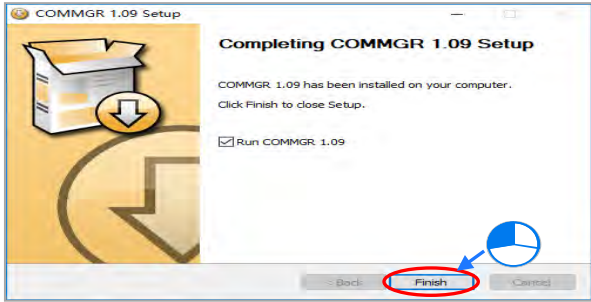 COMMGR 1.09 Setup
Completing COMMGR 1.09 Setup
COMMGR 1.09 has been installed on your computer.
Click Finish to close Setup.
Run COMMGR 1.09
< Back
Finish
Cancel